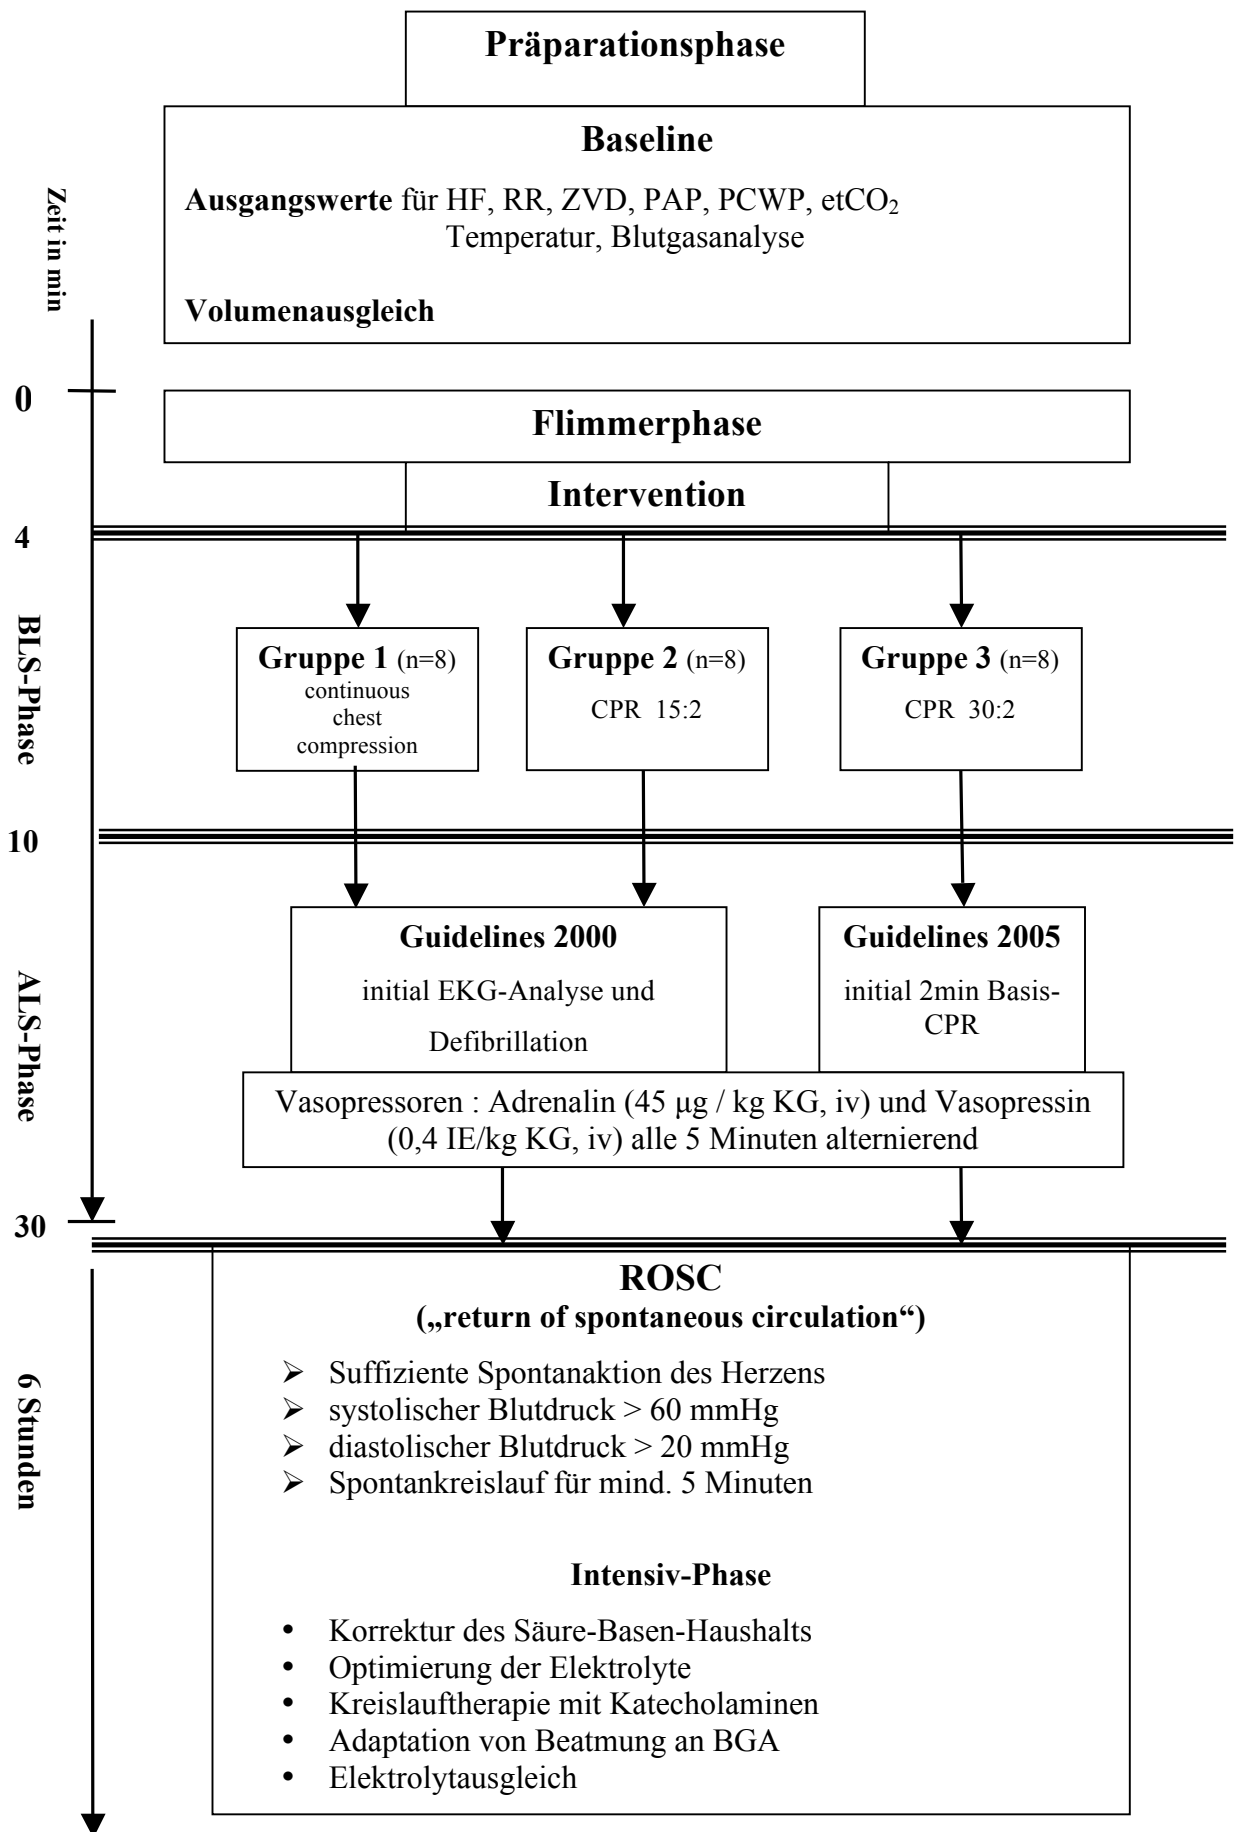 Präparationsphase
Baseline
Ausgangswerte für HF, RR, ZVD, PAP, PCWP, etCO₂
Temperatur, Blutgasanalyse
Volumenausgleich
Zeit in min
0
Flimmerphase
Intervention
4
BLS-Phase
Gruppe 1 (n=8)
continuous
chest
compression
Gruppe 2 (n=8)
CPR 15:2
Gruppe 3 (n=8)
CPR 30:2
10
ALS-Phase
Guidelines 2000
initial EKG-Analyse und
Defibrillation
Guidelines 2005
initial 2min Basis-
CPR
Vasopressoren : Adrenalin (45 µg / kg KG, iv) und Vasopressin
(0,4 IE/kg KG, iv) alle 5 Minuten alternierend
30
6 Stunden
ROSC
(„return of spontaneous circulation“)
➢ Suffiziente Spontanaktion des Herzens
➢ systolischer Blutdruck > 60 mmHg
➢ diastolischer Blutdruck > 20 mmHg
➢ Spontankreislauf für mind. 5 Minuten
Intensiv-Phase
• Korrektur des Säure-Basen-Haushalts
• Optimierung der Elektrolyte
• Kreislauftherapie mit Katecholaminen
• Adaptation von Beatmung an BGA
• Elektrolytausgleich